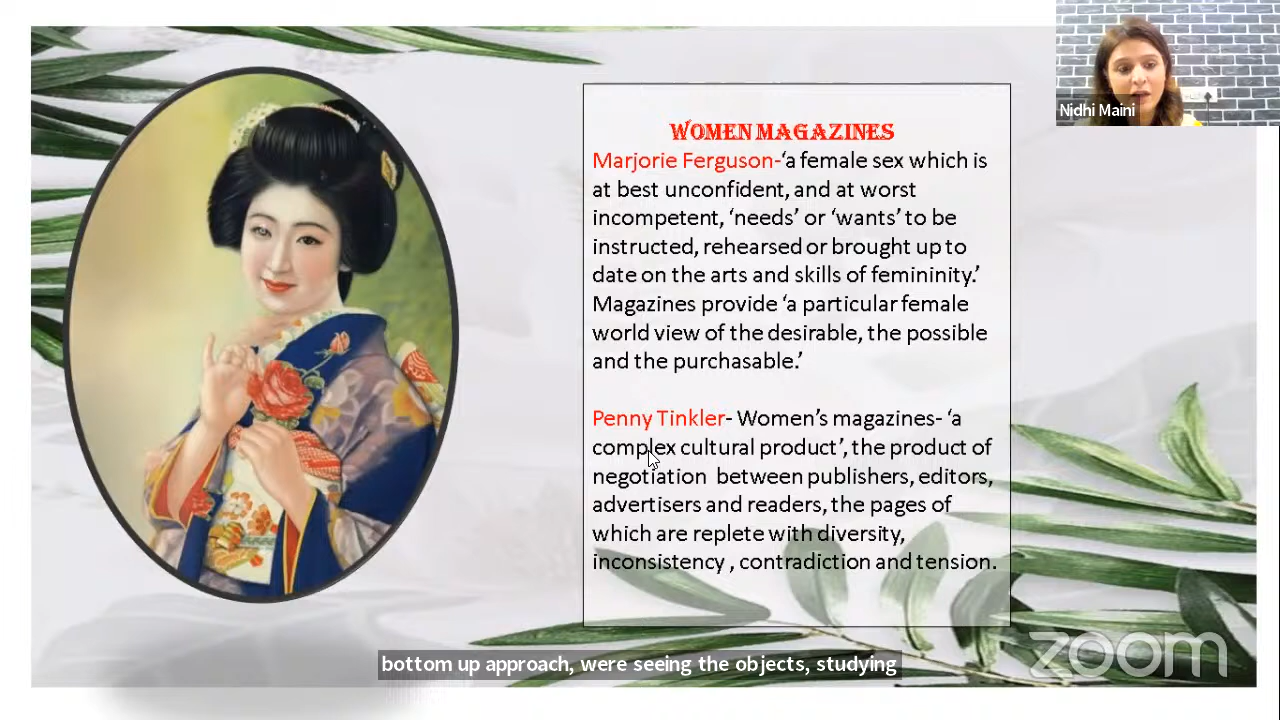 Nidhi Maini
WOMEN MAGAZINES
Marjorie Ferguson-‘a female sex which is
at best unconfident, and at worst
incompetent, ‘needs’ or ‘wants’ to be
instructed, rehearsed or brought up to
date on the arts and skills of femininity.’
Magazines provide ‘a particular female
world view of the desirable, the possible
and the purchasable.’
Penny Tinkler- Women’s magazines- ‘a
complex cultural product’, the product of
negotiation between publishers, editors,
advertisers and readers, the pages of
which are replete with diversity,
inconsistency , contradiction and tension.
zoom
bottom up approach, were seeing the objects, studying